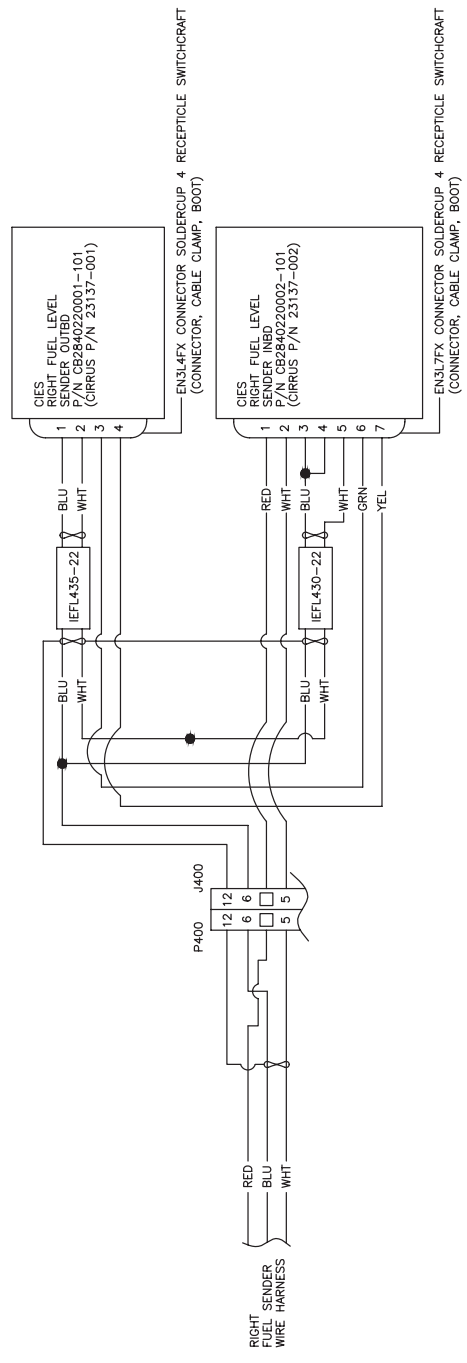 CIES
RIGHT FUEL LEVEL
SENDER OUTBD
P/N CB2840220001-101
(CIRRUS P/N 23137-001)
1
2
3
4
EN3L4FX CONNECTOR SOLDERCUP 4 RECEPTICLE SWITCHCRAFT
(CONNECTOR, CABLE CLAMP, BOOT)
BLU
WHT
IEFL435-22
BLU
WHT
CIES
RIGHT FUEL LEVEL
SENDER INBD
P/N CB2840220002-101
(CIRRUS P/N 23137-002)
1
2
3
4
5
6
7
EN3L7FX CONNECTOR SOLDERCUP 4 RECEPTICLE SWITCHCRAFT
(CONNECTOR, CABLE CLAMP, BOOT)
RED
WHT
BLU
WHT
GRN
YEL
IEFL430-22
BLU
WHT
P400
J400
12
12
6
6
5
5
RED
BLU
WHT
RIGHT
FUEL SENDER
WIRE HARNESS